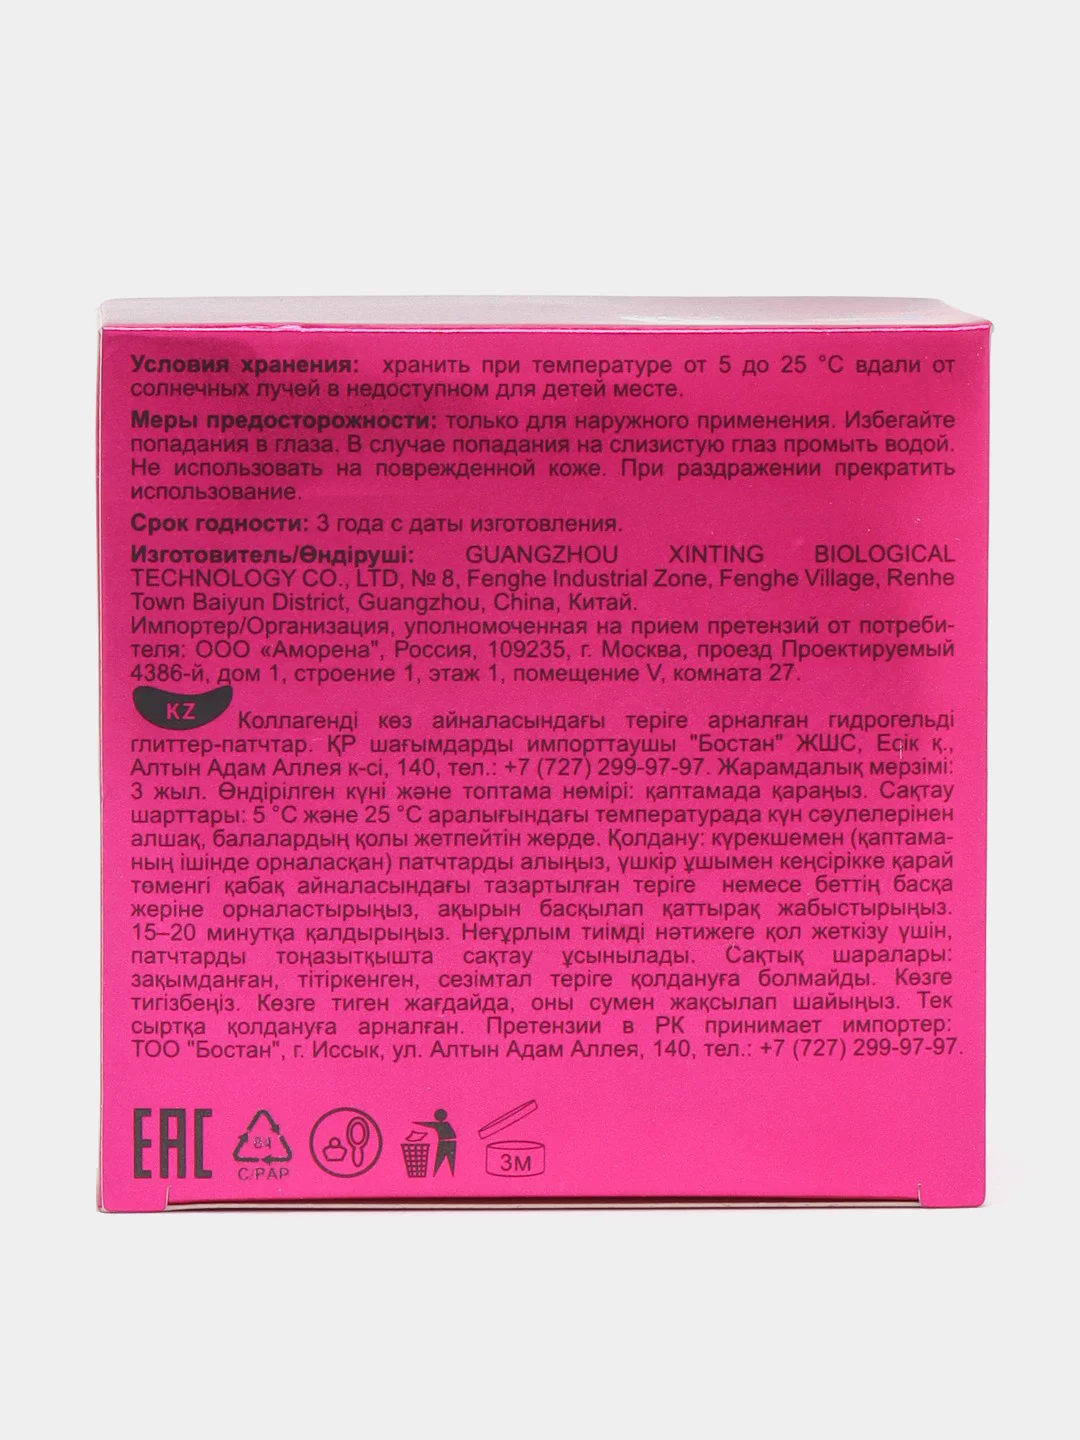 Условия хранения: хранить при температуре от 5 до 25 °C вдали от
солнечных лучей в недоступном для детей месте.
Меры предосторожности: только для наружного применения. Избегайте
попадания в глаза. В случае попадания на слизистую глаз промыть водой.
Не использовать на поврежденной коже. При раздражении прекратить
использование.
Срок годности: 3 года с даты изготовления.
Изготовитель/Өндіруші: GUANGZHOU XINTING BIOLOGICAL
TECHNOLOGY CO., LTD, № 8, Fenghe Industrial Zone, Fenghe Village, Renhe
Town Baiyun District, Guangzhou, China, Китай.
Импортер/Организация, уполномоченная на прием претензий от потреби-
теля: ООО «Аморена", Россия, 109235, г. Москва, проезд Проектируемый
4386-й, дом 1, строение 1, этаж 1, помещение V, комната 27.
KZ Коллагенді көз айналасындағы теріге арналған гидрогельді
глиттер-патчтар. ҚР шағымдарды импорттаушы "Бостан" ЖШС, Есік қ.,
Алтын Адам Аллея к-сі, 140, тел.: +7 (727) 299-97-97. Жарамдалық мерзімі:
3 жыл. Өндірілген күні және топтама нөмірі: қаптамада қараңыз. Сақтау
шарттары: 5 °C және 25 °C аралығындағы температурада күн сәулелерінен
алшақ, балалардың қолы жетпейтін жерде. Қолдану: күрекшемен (қаптама-
ның ішінде орналасқан) патчтарды алыңыз, үшкір ұшымен кеңсірікке қарай
төменгі қабақ айналасындағы тазартылған теріге немесе беттің басқа
жеріне орналастырыңыз, ақырын басқылап қаттырақ жабыстырыңыз.
15–20 минутқа қалдырыңыз. Неғұрлым тиімді нәтижеге қол жеткізу үшін,
патчтарды тоңазытқышта сақтау ұсынылады. Сақтық шаралары:
зақымданған, тітіркенген, сезімтал теріге қолдануға болмайды. Көзге
тигізбеңіз. Көзге тиген жағдайда, оны сумен жақсылап шайыңыз. Тек
сыртқа қолдануға арналған. Претензии в РК принимает импортер:
ТОО "Бостан", г. Иссык, ул. Алтын Адам Аллея, 140, тел.: +7 (727) 299-97-97.
EAC 84 3M
C/PAP